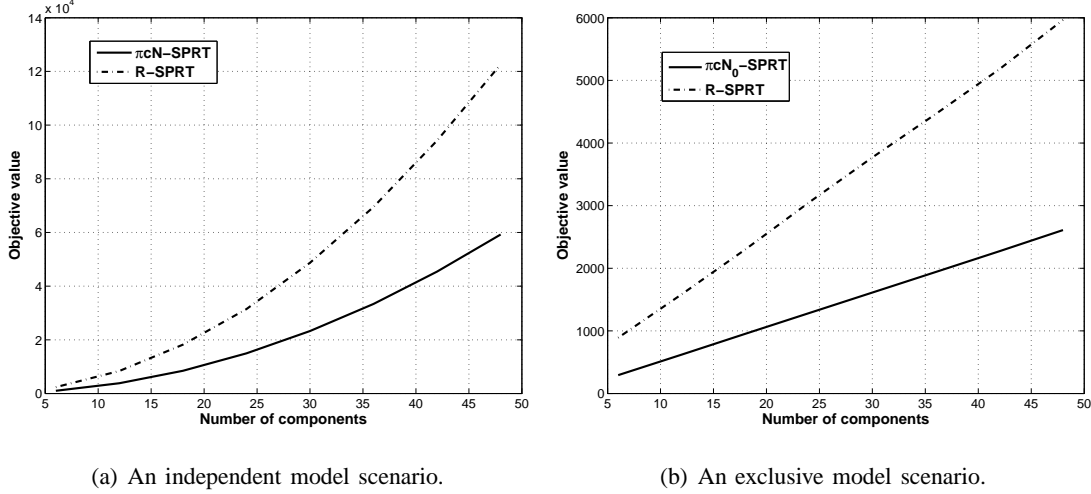 x 10⁴
14
12
10
8
6
4
2
0
Objective value
πcN−SPRT
R−SPRT
5 10 15 20 25 30 35 40 45 50
Number of components
(a) An independent model scenario.
6000
5000
4000
3000
2000
1000
0
Objective value
πcN₀−SPRT
R−SPRT
5 10 15 20 25 30 35 40 45 50
Number of components
(b) An exclusive model scenario.